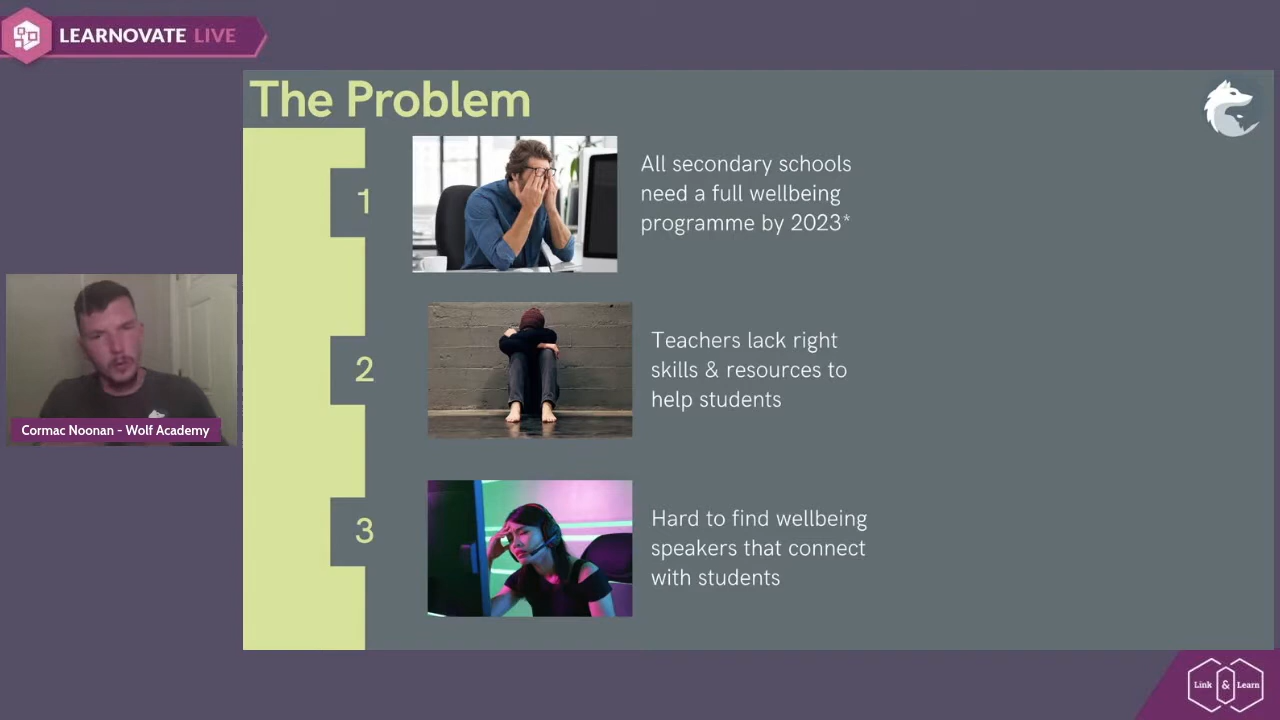 LEARNOVATE LIVE
The Problem
1
All secondary schools
need a full wellbeing
programme by 2023*
2
Teachers lack right
skills & resources to
help students
3
Hard to find wellbeing
speakers that connect
with students
Cormac Noonan - Wolf Academy
Link & Learn